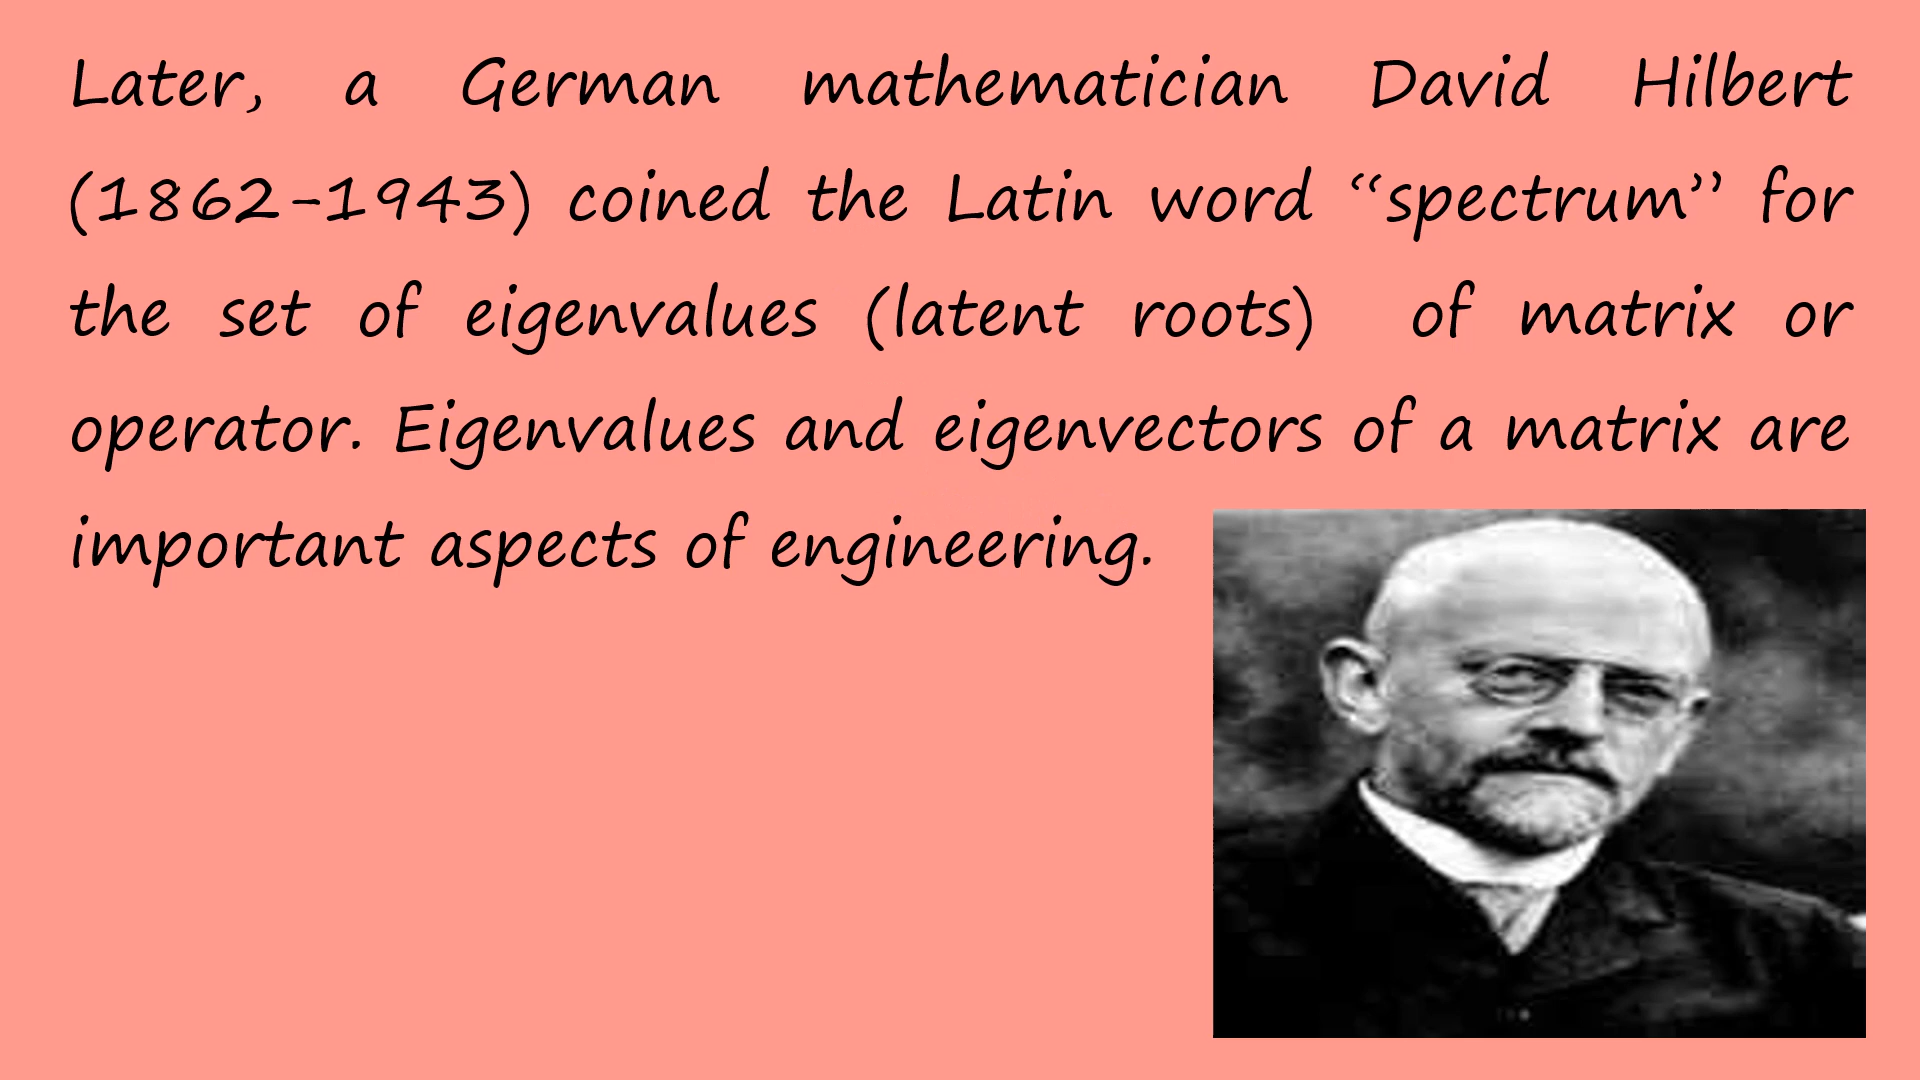 Later, a German mathematician David Hilbert
(1862-1943) coined the Latin word “spectrum” for
the set of eigenvalues (latent roots) of matrix or
operator. Eigenvalues and eigenvectors of a matrix are
important aspects of engineering.